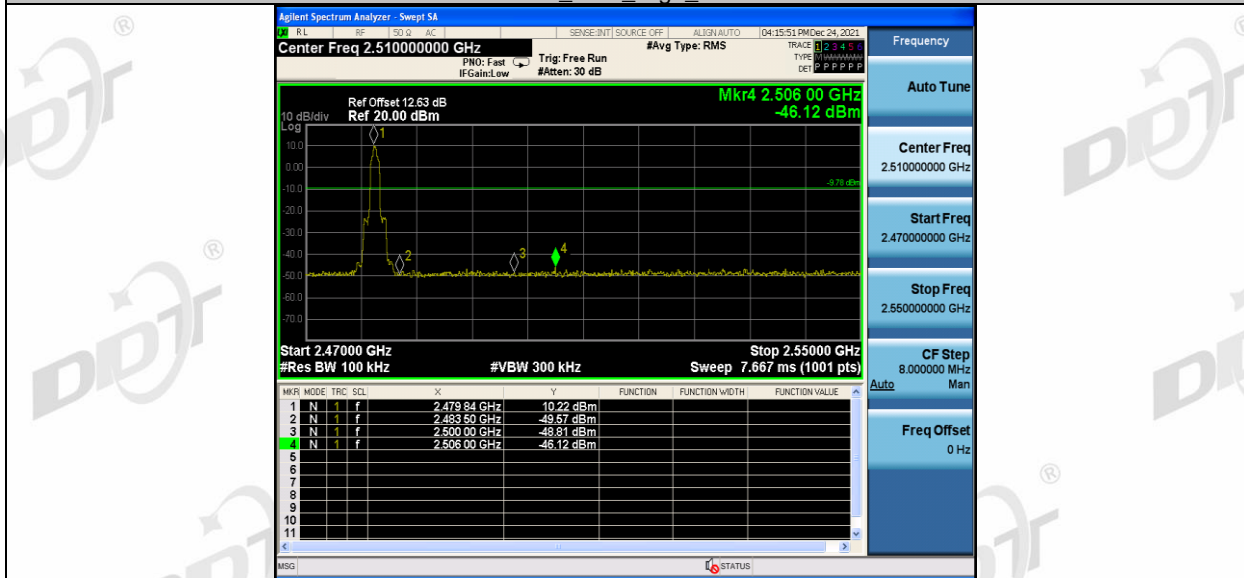 Agilent Spectrum Analyzer - Swept SA
RL RF 50 Ω AC SENSE:INT SOURCE OFF ALIGNAUTO 04:15:51 PM Dec 24, 2021
Center Freq 2.510000000 GHz #Avg Type: RMS TRACE 1 2 3 4 5 6
PNO: Fast Trig: Free Run TYPE M W W W W W
IFGain:Low #Atten: 30 dB DET P P P P P P
Frequency
Auto Tune
Center Freq
2.510000000 GHz
Start Freq
2.470000000 GHz
Stop Freq
2.550000000 GHz
CF Step
8.000000 MHz
Auto Man
Freq Offset
0 Hz
Mkr4 2.506 00 GHz
-46.12 dBm
Ref Offset 12.63 dB
10 dB/div Ref 20.00 dBm
Log
10.0
0.00
-10.0
-20.0
-30.0
-40.0
-50.0
-60.0
-70.0
1
2
3
4
-9.78 dBm
Start 2.47000 GHz Stop 2.55000 GHz
#Res BW 100 kHz #VBW 300 kHz Sweep 7.667 ms (1001 pts)
MKR MODE TRC SCL X Y FUNCTION FUNCTION WIDTH FUNCTION VALUE
1 N 1 f 2.479 84 GHz 10.22 dBm
2 N 1 f 2.483 50 GHz -49.57 dBm
3 N 1 f 2.500 00 GHz -48.81 dBm
4 N 1 f 2.506 00 GHz -46.12 dBm
5
6
7
8
9
10
11
MSG STATUS
DDT
®